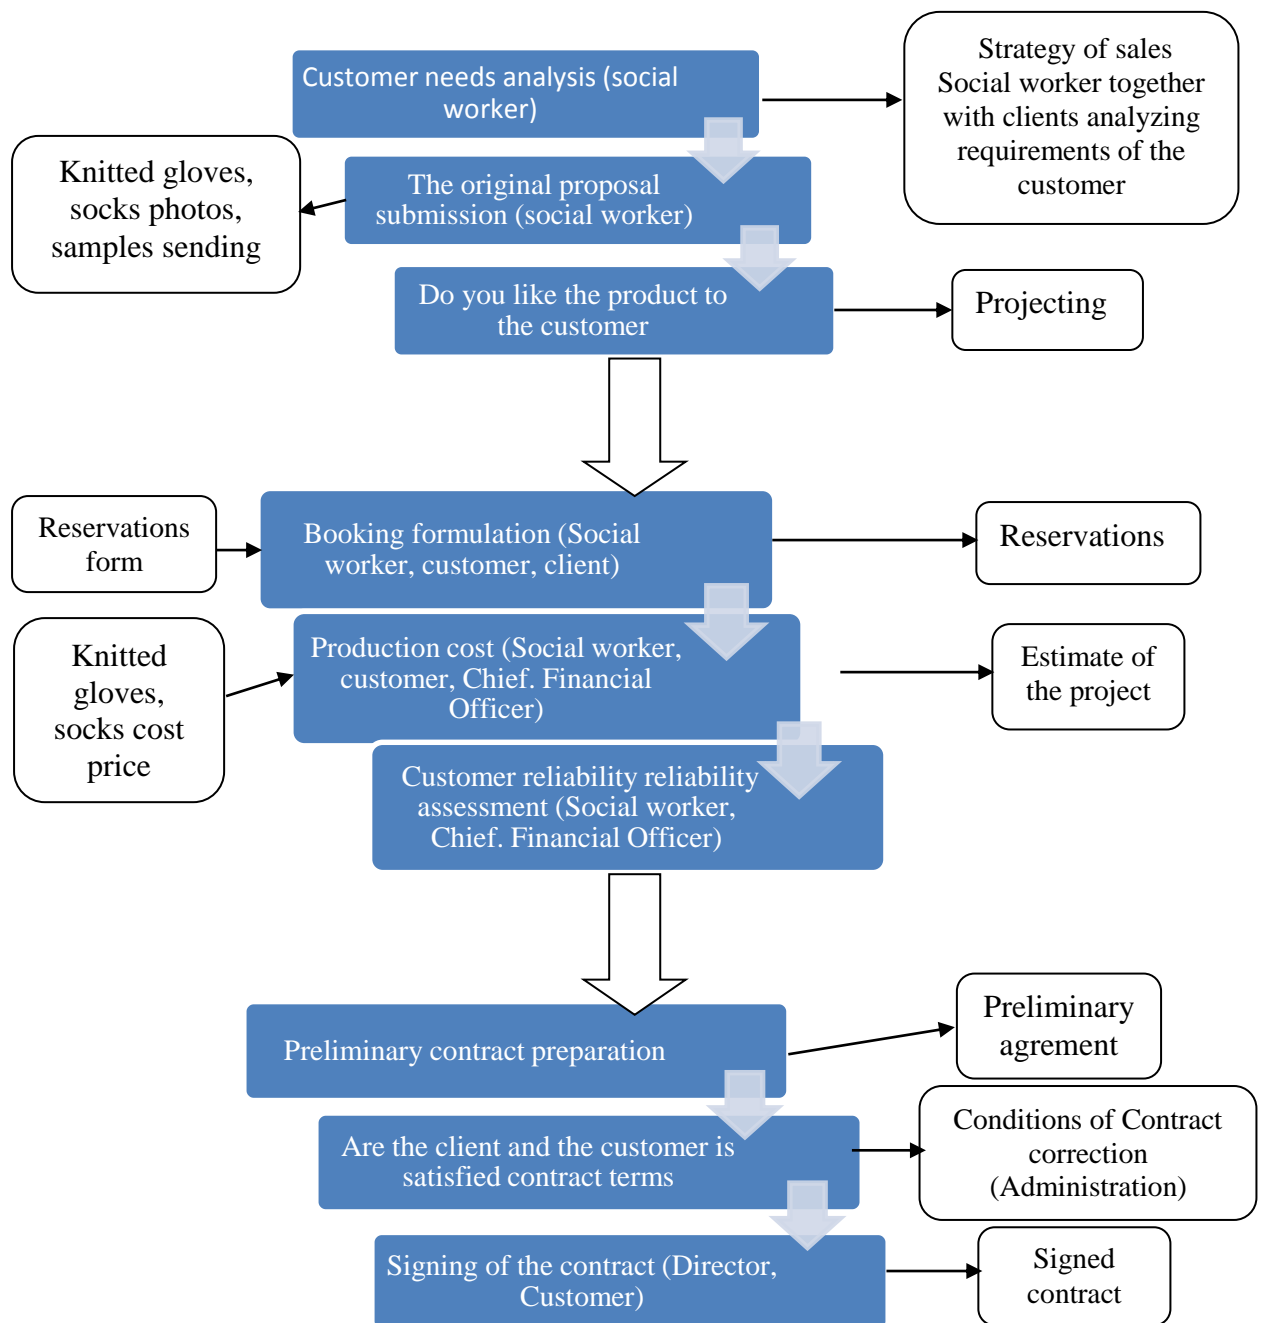 Customer needs analysis (social
worker)
Strategy of sales
Social worker together
with clients analyzing
requirements of the
customer
Knitted gloves,
socks photos,
samples sending
The original proposal
submission (social worker)
Do you like the product to
the customer
Projecting
Reservations
form
Booking formulation (Social
worker, customer, client)
Reservations
Knitted
gloves,
socks cost
price
Production cost (Social worker,
customer, Chief. Financial
Officer)
Estimate of
the project
Customer reliability reliability
assessment (Social worker,
Chief. Financial Officer)
Preliminary contract preparation
Preliminary
agrement
Are the client and the customer is
satisfied contract terms
Conditions of Contract
correction
(Administration)
Signing of the contract (Director,
Customer)
Signed
contract